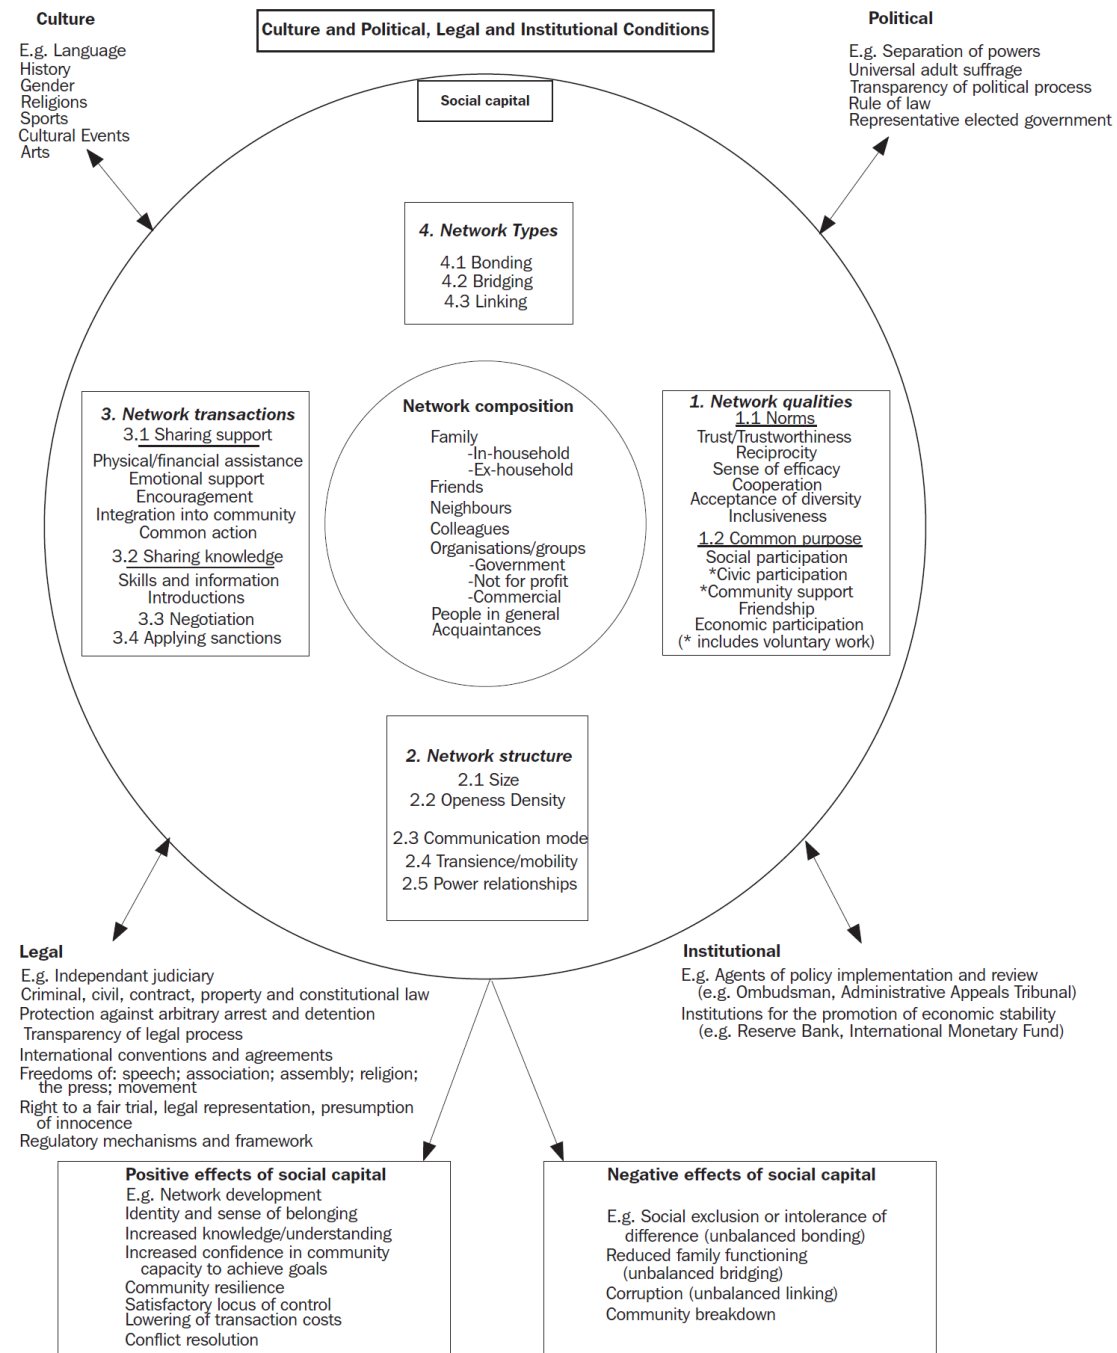 Culture and Political, Legal and Institutional Conditions
Culture
E.g. Language
History
Gender
Religions
Sports
Cultural Events
Arts
Political
E.g. Separation of powers
Universal adult suffrage
Transparency of political process
Rule of law
Representative elected government
Social capital
4. Network Types
4.1 Bonding
4.2 Bridging
4.3 Linking
3. Network transactions
3.1 Sharing support
Physical/financial assistance
Emotional support
Encouragement
Integration into community
Common action
3.2 Sharing knowledge
Skills and information
Introductions
3.3 Negotiation
3.4 Applying sanctions
Network composition
Family
-In-household
-Ex-household
Friends
Neighbours
Colleagues
Organisations/groups
-Government
-Not for profit
-Commercial
People in general
Acquaintances
1. Network qualities
1.1 Norms
Trust/Trustworthiness
Reciprocity
Sense of efficacy
Cooperation
Acceptance of diversity
Inclusiveness
1.2 Common purpose
Social participation
*Civic participation
*Community support
Friendship
Economic participation
(* includes voluntary work)
2. Network structure
2.1 Size
2.2 Openess Density
2.3 Communication mode
2.4 Transience/mobility
2.5 Power relationships
Legal
E.g. Independant judiciary
Criminal, civil, contract, property and constitutional law
Protection against arbitrary arrest and detention
Transparency of legal process
International conventions and agreements
Freedoms of: speech; association; assembly; religion;
the press; movement
Right to a fair trial, legal representation, presumption
of innocence
Regulatory mechanisms and framework
Institutional
E.g. Agents of policy implementation and review
(e.g. Ombudsman, Administrative Appeals Tribunal)
Institutions for the promotion of economic stability
(e.g. Reserve Bank, International Monetary Fund)
Positive effects of social capital
E.g. Network development
Identity and sense of belonging
Increased knowledge/understanding
Increased confidence in community
capacity to achieve goals
Community resilience
Satisfactory locus of control
Lowering of transaction costs
Conflict resolution
Negative effects of social capital
E.g. Social exclusion or intolerance of
difference (unbalanced bonding)
Reduced family functioning
(unbalanced bridging)
Corruption (unbalanced linking)
Community breakdown